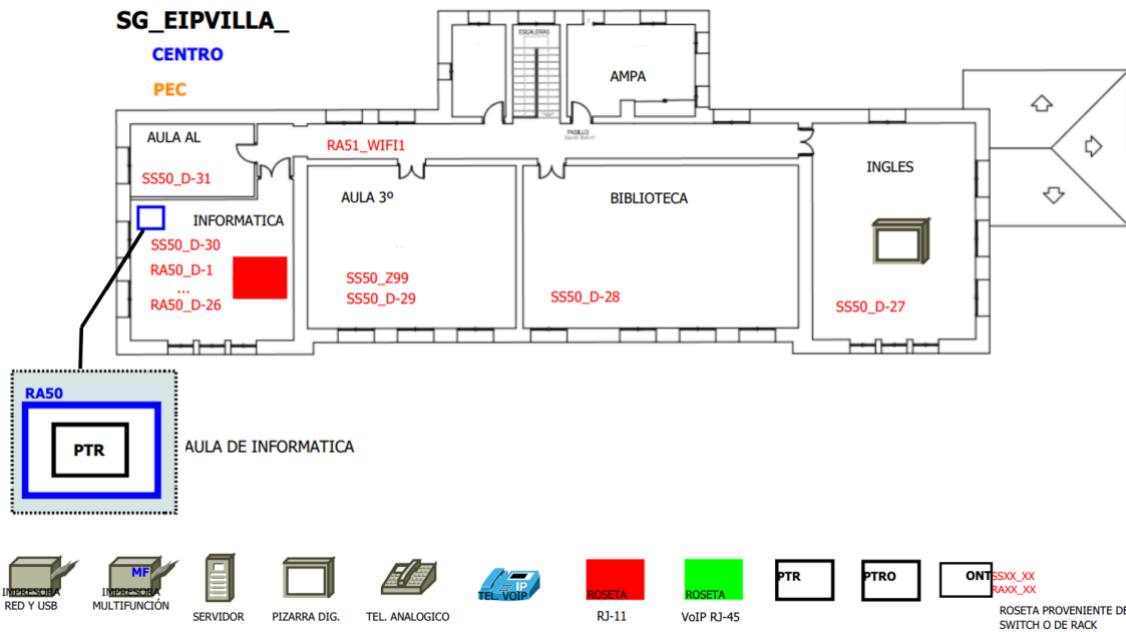 SG_EIPVILLA_
CENTRO
PEC
ESCALERAS
AMPA
PASILLO
AULA AL
RA51_WIFI1
INGLES
SS50_D-31
AULA 3º
BIBLIOTECA
INFORMATICA
SS50_D-30
RA50_D-1
...
RA50_D-26
SS50_Z99
SS50_D-29
SS50_D-28
SS50_D-27
RA50
PTR
AULA DE INFORMATICA
IMPRESORA
RED Y USB
MF
IMPRESORA
MULTIFUNCIÓN
SERVIDOR
PIZARRA DIG.
TEL. ANALOGICO
IP
TEL. VOIP
ROSETA
RJ-11
ROSETA
VoIP RJ-45
PTR
PTRO
ONT
SSXX_XX
RAXX_XX
ROSETA PROVENIENTE DE
SWITCH O DE RACK